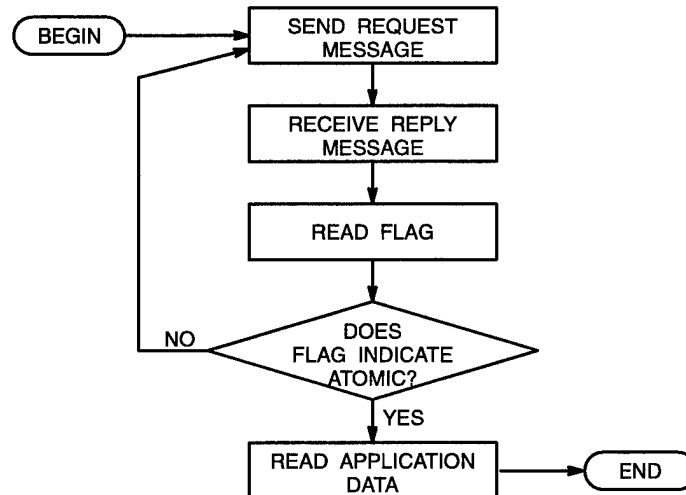 BEGIN
SEND REQUEST
MESSAGE
RECEIVE REPLY
MESSAGE
READ FLAG
DOES
FLAG INDICATE
ATOMIC?
NO
YES
READ APPLICATION
DATA
END